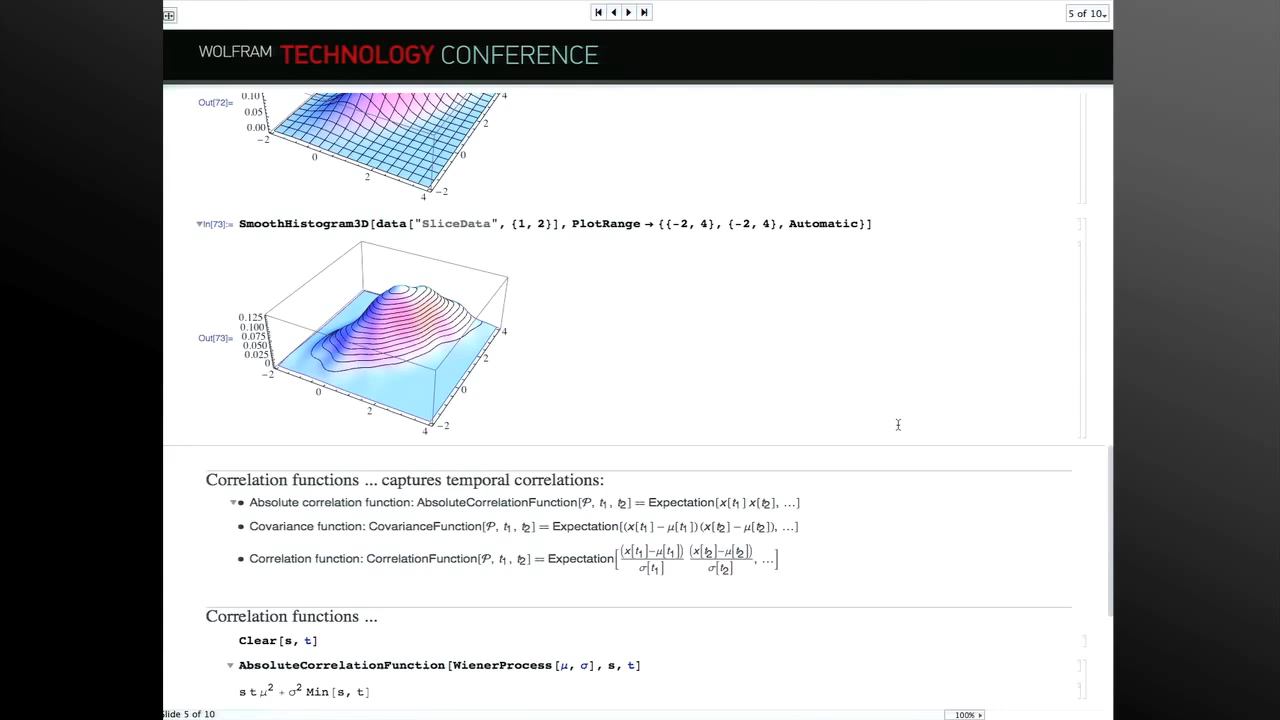 5 of 10
WOLFRAM TECHNOLOGY CONFERENCE
Out[72]=
0.10
0.05
0.00
-2
0
2
4
-2
0
2
4
In[73]:= SmoothHistogram3D[data["SliceData", {1, 2}], PlotRange → {{-2, 4}, {-2, 4}, Automatic}]
Out[73]=
0.125
0.100
0.075
0.050
0.025
0
-2
0
2
4
-2
0
2
4
Correlation functions ... captures temporal correlations:
• Absolute correlation function: AbsoluteCorrelationFunction[𝒫, t₁, t₂] = Expectation[x[t₁] x[t₂], ...]
• Covariance function: CovarianceFunction[𝒫, t₁, t₂] = Expectation[(x[t₁] − μ[t₁]) (x[t₂] − μ[t₂]), ...]
• Correlation function: CorrelationFunction[𝒫, t₁, t₂] = Expectation[(x[t₁]−μ[t₁])/σ[t₁] (x[t₂]−μ[t₂])/σ[t₂], ...]
Correlation functions ...
Clear[s, t]
AbsoluteCorrelationFunction[WienerProcess[μ, σ], s, t]
s t μ² + σ² Min[s, t]
Slide 5 of 10
100%